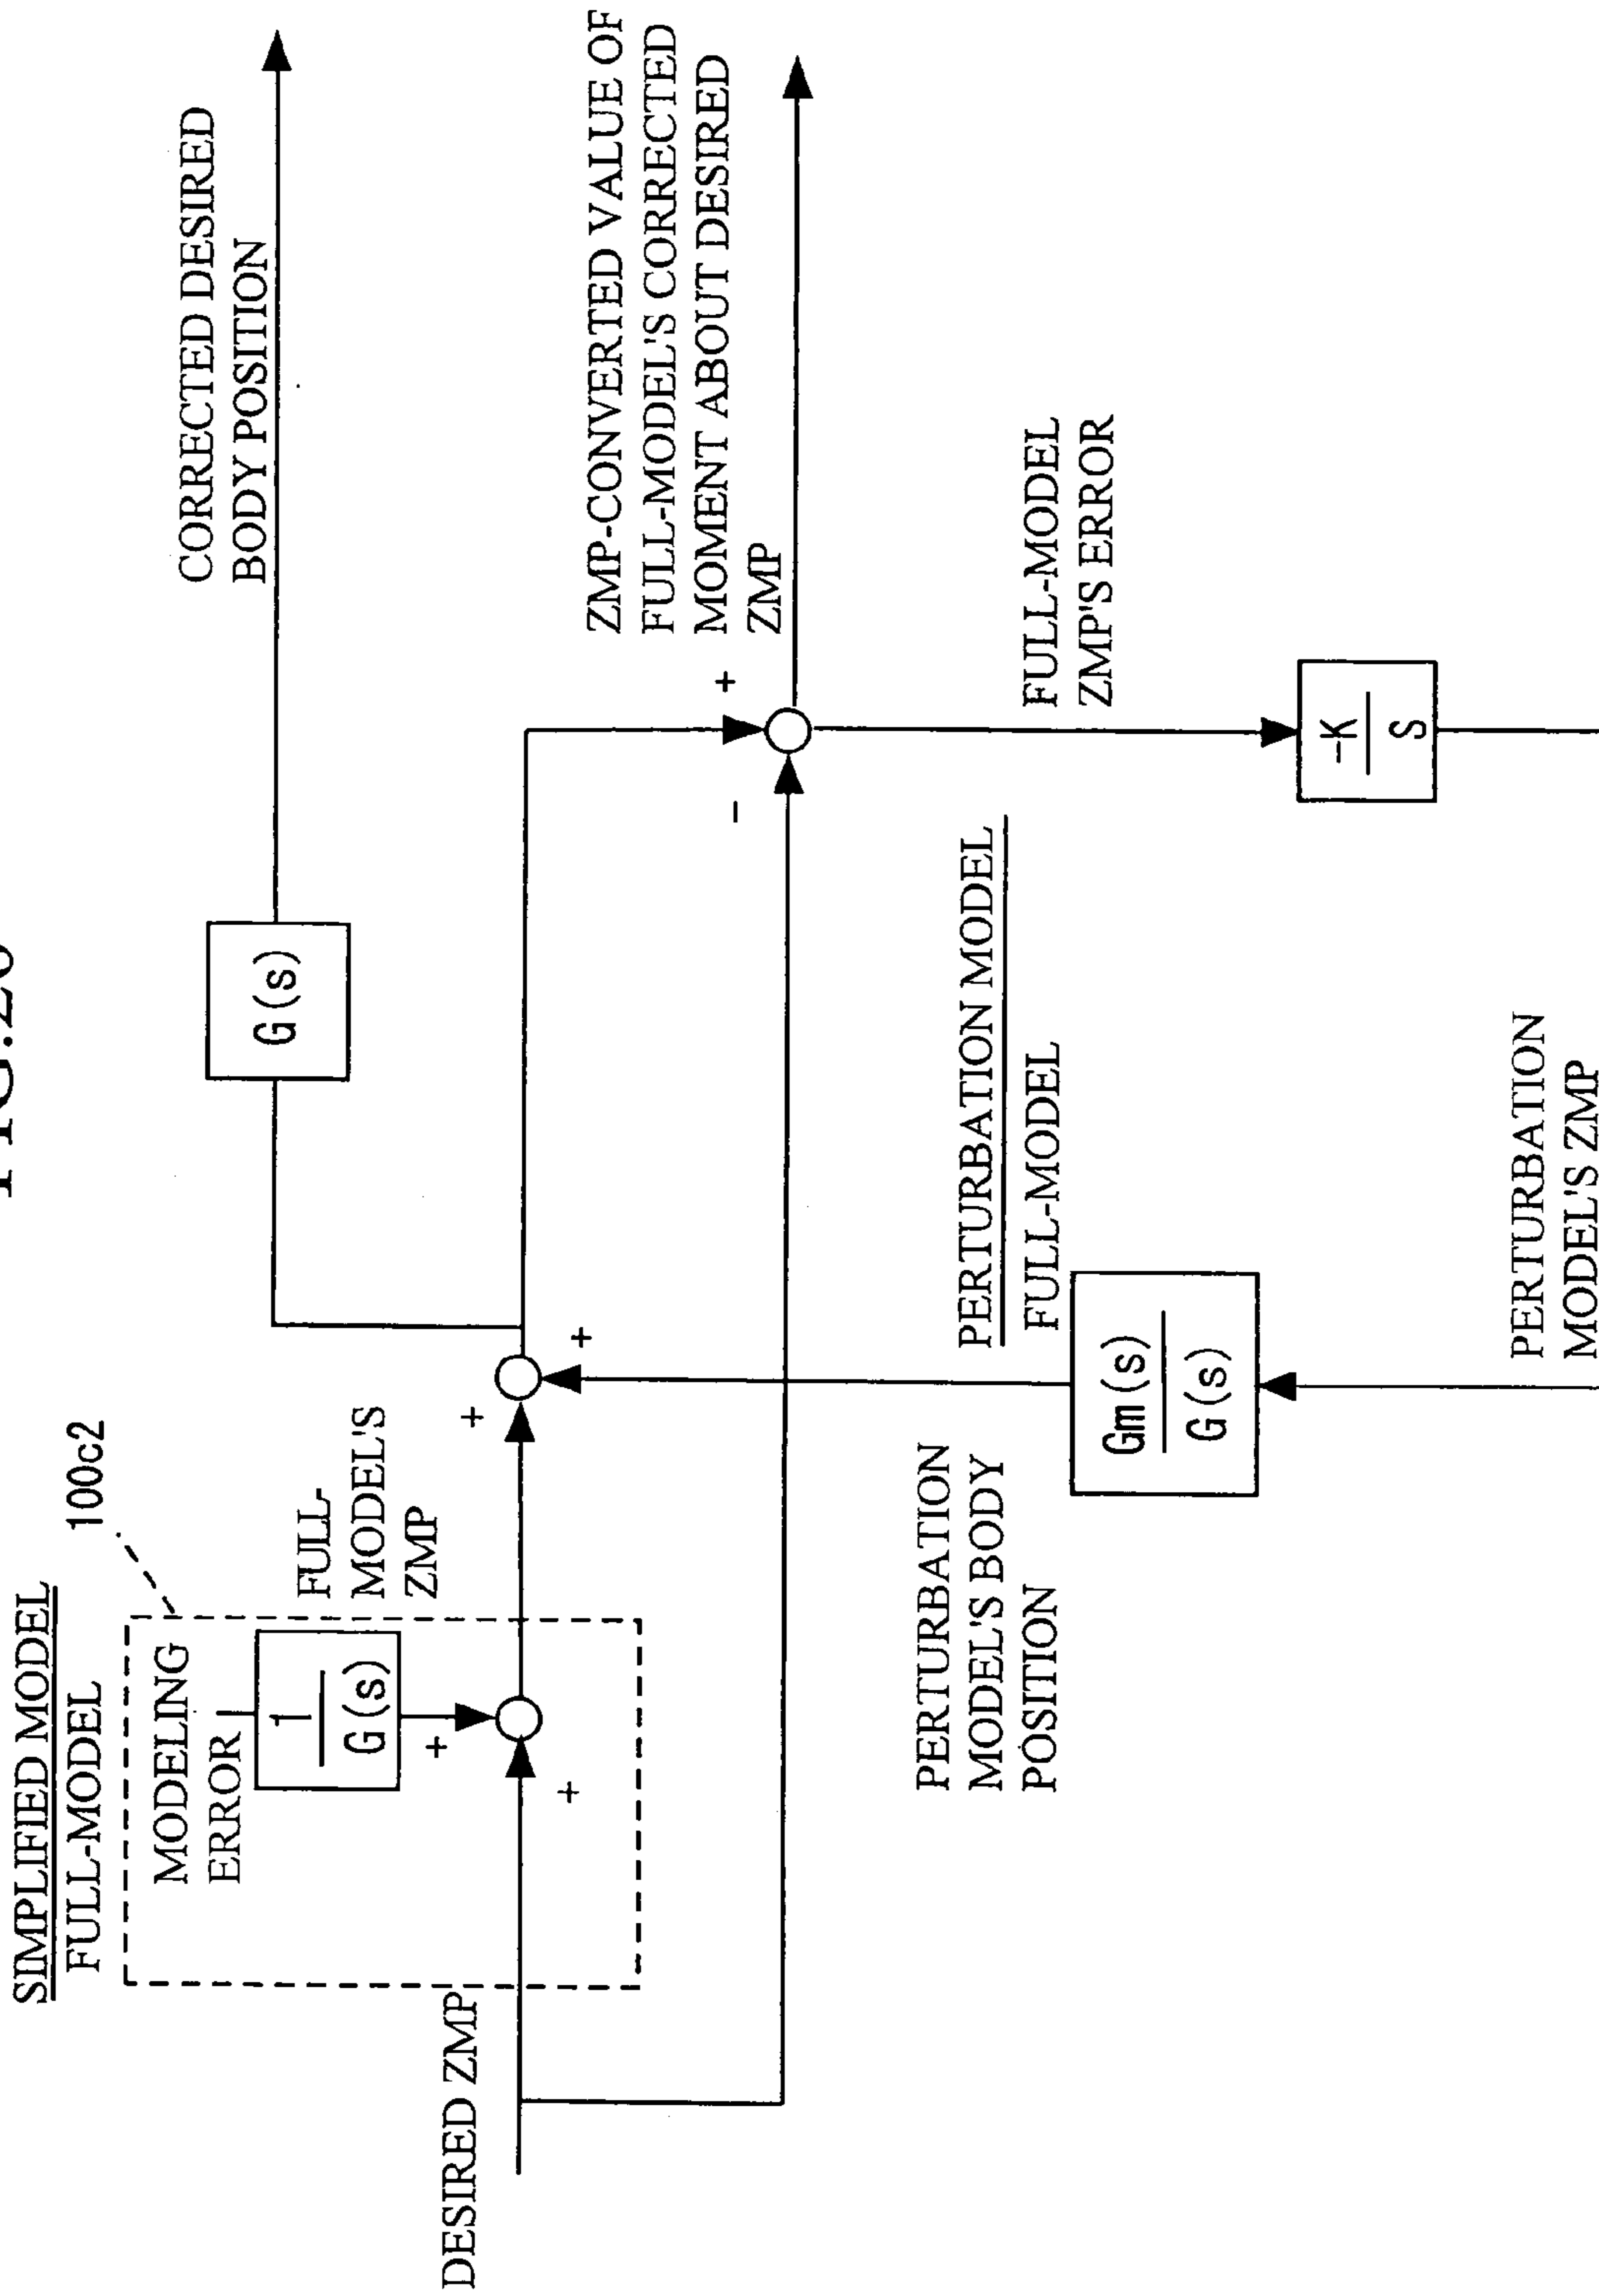 CORRECTED DESIRED
BODY POSITION
G(s)
SIMPLIFIED MODEL
FULL-MODEL
100c2
MODELING
ERROR
1
G(s)
+
+
FULL-
MODEL'S
ZMP
+
+
DESIRED ZMP
ZMP-CONVERTED VALUE OF
FULL-MODEL'S CORRECTED
MOMENT ABOUT DESIRED
ZMP
+
-
PERTURBATION
MODEL'S BODY
POSITION
PERTURBATION MODEL
FULL-MODEL
Gm(s)
G(s)
FULL-MODEL
ZMP'S ERROR
-K
S
PERTURBATION
MODEL'S ZMP